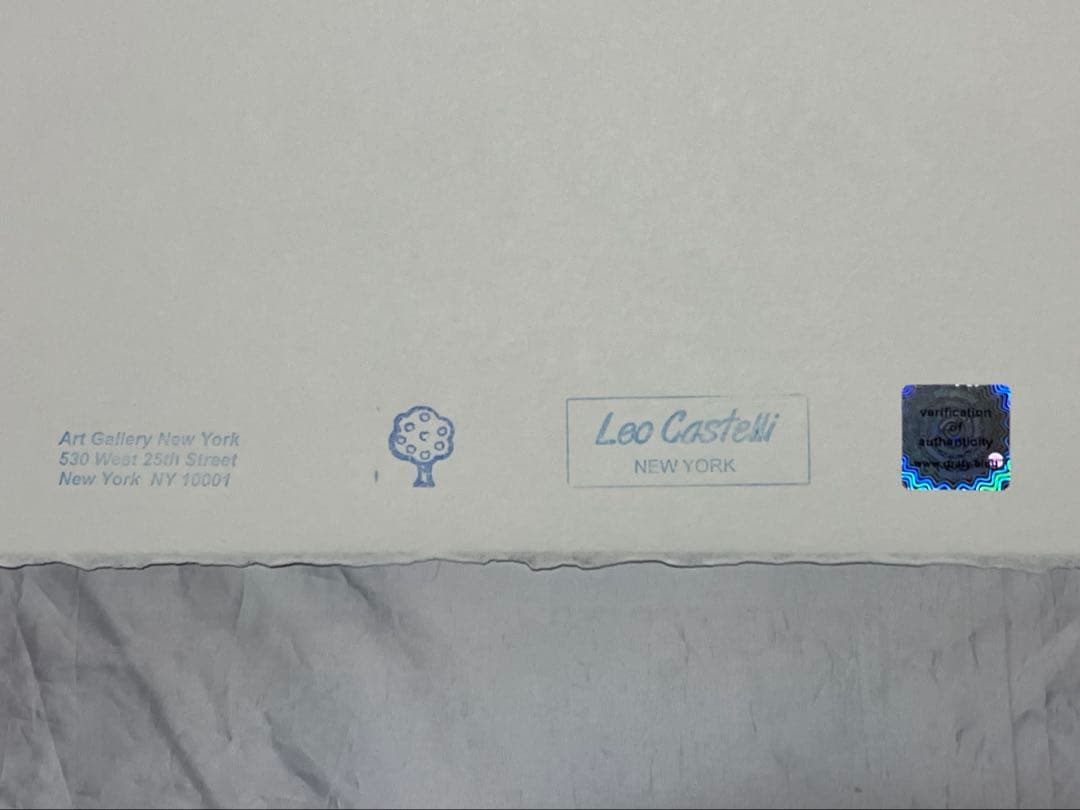 Art Gallery New York
530 West 25th Street
New York NY 10001
Leo Castelli
NEW YORK
verification
of
authenticity